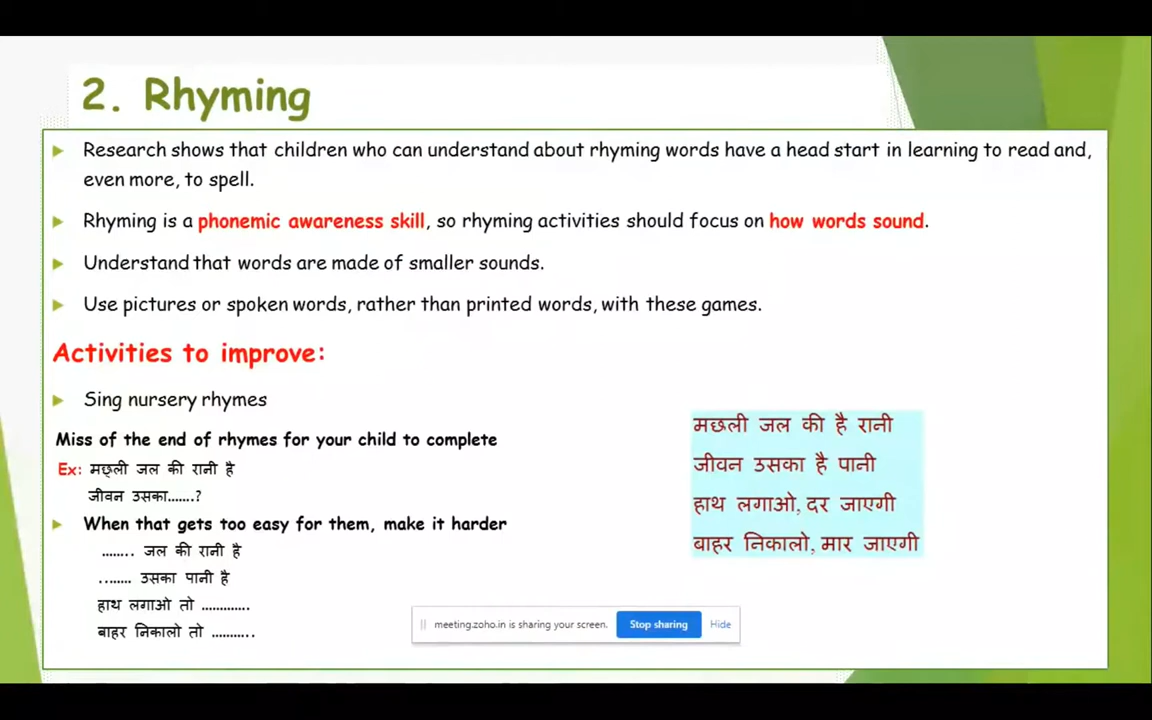 2. Rhyming
Research shows that children who can understand about rhyming words have a head start in learning to read and,
even more, to spell.
Rhyming is a phonemic awareness skill, so rhyming activities should focus on how words sound.
Understand that words are made of smaller sounds.
Use pictures or spoken words, rather than printed words, with these games.
Activities to improve:
Sing nursery rhymes
Miss of the end of rhymes for your child to complete
Ex: मछ्ली जल की रानी है
जीवन उसका.......?
When that gets too easy for them, make it harder
........ जल की रानी है
........ उसका पानी है
हाथ लगाओ तो .............
बाहर निकालो तो ...........
मछली जल की है रानी
जीवन उसका है पानी
हाथ लगाओ, दर जाएगी
बाहर निकालो, मार जाएगी
meeting.zoho.in is sharing your screen.
Stop sharing
Hide